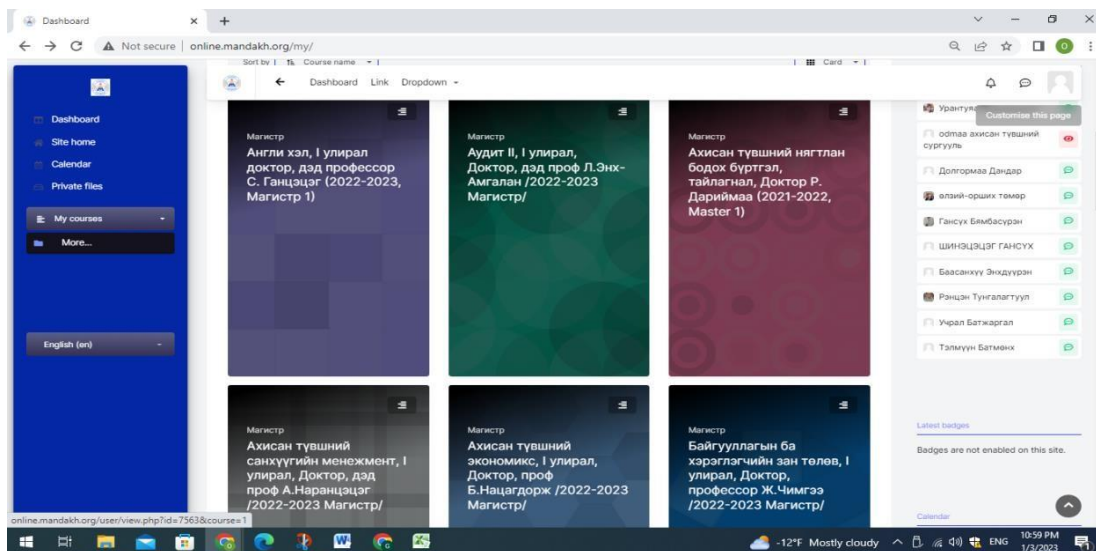 Dashboard
Not secure | online.mandakh.org/my/
Sort by | Course name
Card
Dashboard Link Dropdown
Dashboard
Site home
Calendar
Private files
My courses
More...
English (en)
Магистр
Англи хэл, I улирал
доктор, дэд профессор
С. Ганцэцэг (2022-2023,
Магистр 1)
Магистр
Аудит II, I улирал,
Доктор, дэд проф Л.Энх-
Амгалан /2022-2023
Магистр/
Магистр
Ахисан түвшний нягтлан
бодох бүртгэл,
тайлагнал, Доктор Р.
Дариймаа (2021-2022,
Master 1)
Магистр
Ахисан түвшний
санхүүгийн менежмент, I
улирал, Доктор, дэд
проф А.Наранцэцэг
/2022-2023 Магистр/
Магистр
Ахисан түвшний
экономикс, I улирал,
Доктор, проф
Б.Нацагдорж /2022-2023
Магистр/
Магистр
Байгууллагын ба
хэрэглэгчийн зан төлөв, I
улирал, Доктор,
профессор Ж.Чимгээ
/2022-2023 Магистр/
Customise this page
odmaa ахисан түвшний
сургууль
Долгормаа Дандар
өлзий-орших төмөр
Гансүх Бямбасүрэн
ШИНЭЦЭЦЭГ ГАНСҮХ
Баасанхүү Энхдүүрэн
Рэнцэн Тунгалагтуул
Учрал Батжаргал
Тэлмүүн Батмөнх
Latest badges
Badges are not enabled on this site.
Calendar
online.mandakh.org/user/view.php?id=7563&course=1
-12°F Mostly cloudy
ENG
10:59 PM
1/3/2023